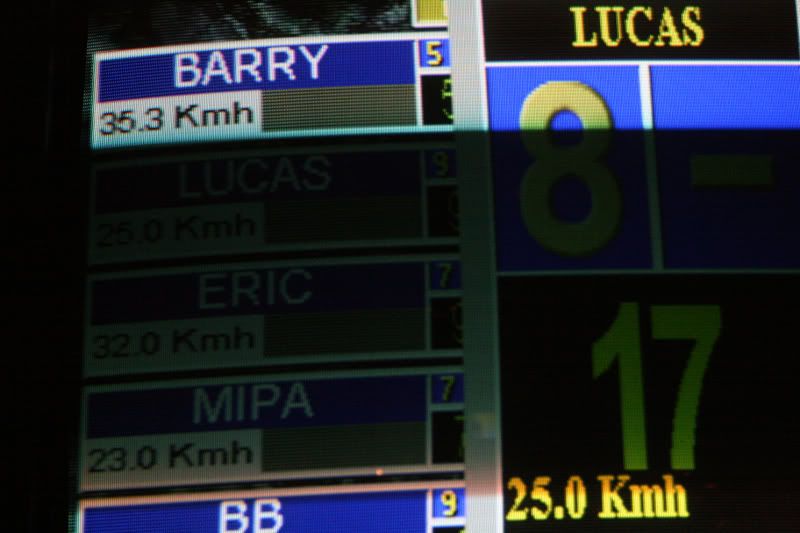 BARRY 5
35.3 Kmh
LUCAS 9
25.0 Kmh
ERIC 7
32.0 Kmh
MIPA 7
23.0 Kmh
BB 9
LUCAS
8 -
17
25.0 Kmh